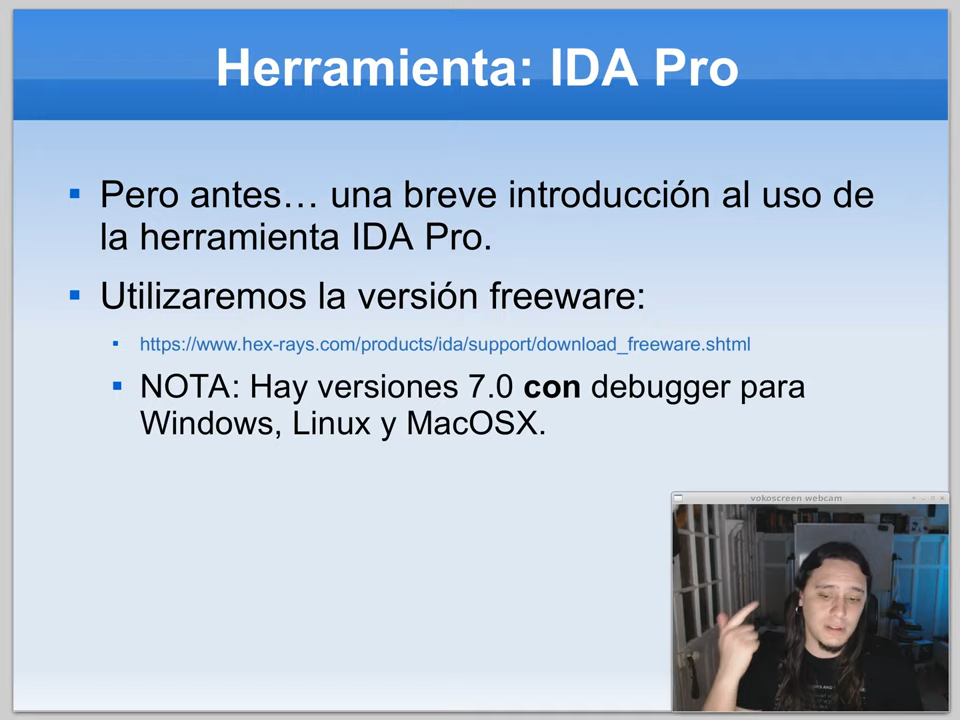 Herramienta: IDA Pro
Pero antes… una breve introducción al uso de
la herramienta IDA Pro.
Utilizaremos la versión freeware:
https://www.hex-rays.com/products/ida/support/download_freeware.shtml
NOTA: Hay versiones 7.0 con debugger para
Windows, Linux y MacOSX.
vokoscreen webcam